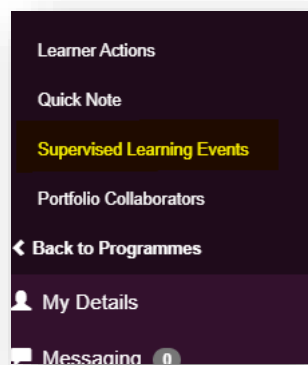 Learner Actions
Quick Note
Supervised Learning Events
Portfolio Collaborators
Back to Programmes
My Details
Messaging 0